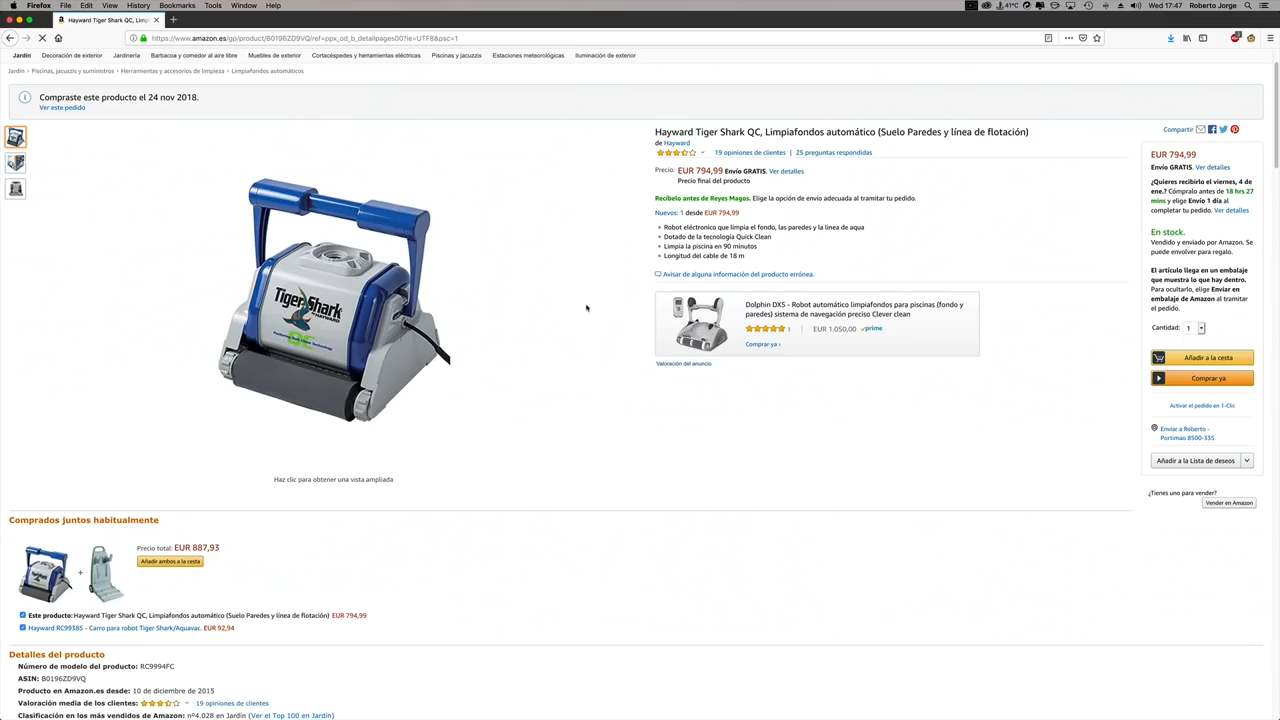 Firefox File Edit View History Bookmarks Tools Window Help
41°C Wed 17:47 Roberto Jorge
Hayward Tiger Shark QC, Limpi
https://www.amazon.es/gp/product/B0196ZD9VQ/ref=ppx_od_b_detailpages00?ie=UTF8&psc=1
Jardín Decoración de exterior Jardinería Barbacoa y comedor al aire libre Muebles de exterior Cortacéspedes y herramientas eléctricas Piscinas y jacuzzis Estaciones meteorológicas Iluminación de exterior
Jardín › Piscinas, jacuzzis y suministros › Herramientas y accesorios de limpieza › Limpiafondos automáticos
Compraste este producto el 24 nov 2018.
Ver este pedido
Hayward Tiger Shark QC, Limpiafondos automático (Suelo Paredes y línea de flotación)
de Hayward
19 opiniones de clientes | 25 preguntas respondidas
Precio: EUR 794,99 Envío GRATIS. Ver detalles
Precio final del producto
Recíbelo antes de Reyes Magos. Elige la opción de envío adecuada al tramitar tu pedido.
Nuevos: 1 desde EUR 794,99
Robot eléctronico que limpia el fondo, las paredes y la linea de aqua
Dotado de la tecnología Quick Clean
Limpia la piscina en 90 minutos
Longitud del cable de 18 m
Avisar de alguna información del producto errónea.
Dolphin DX5 - Robot automático limpiafondos para piscinas (fondo y
paredes) sistema de navegación preciso Clever clean
1 | EUR 1.050,00 prime
Comprar ya ›
Valoración del anuncio
Compartir
EUR 794,99
Envío GRATIS. Ver detalles
¿Quieres recibirlo el viernes, 4 de
ene.? Cómpralo antes de 18 hrs 27
mins y elige Envío 1 día al
completar tu pedido. Ver detalles
En stock.
Vendido y enviado por Amazon. Se
puede envolver para regalo.
El artículo llega en un embalaje
que muestra lo que hay dentro.
Para ocultarlo, elige Enviar en
embalaje de Amazon al tramitar
el pedido.
Cantidad: 1
Añadir a la cesta
Comprar ya
Activar el pedido en 1-Clic
Enviar a Roberto -
Portimao 8500-335
Añadir a la Lista de deseos
¿Tienes uno para vender?
Vender en Amazon
TigerShark
HAYWARD
QC
Haz clic para obtener una vista ampliada
Comprados juntos habitualmente
+
Precio total: EUR 887,93
Añadir ambos a la cesta
Este producto: Hayward Tiger Shark QC, Limpiafondos automático (Suelo Paredes y línea de flotación) EUR 794,99
Hayward RC99385 - Carro para robot Tiger Shark/Aquavac. EUR 92,94
Detalles del producto
Número de modelo del producto: RC9994FC
ASIN: B0196ZD9VQ
Producto en Amazon.es desde: 10 de diciembre de 2015
Valoración media de los clientes: 19 opiniones de clientes
Clasificación en los más vendidos de Amazon: nº4.028 en Jardín (Ver el Top 100 en Jardín)